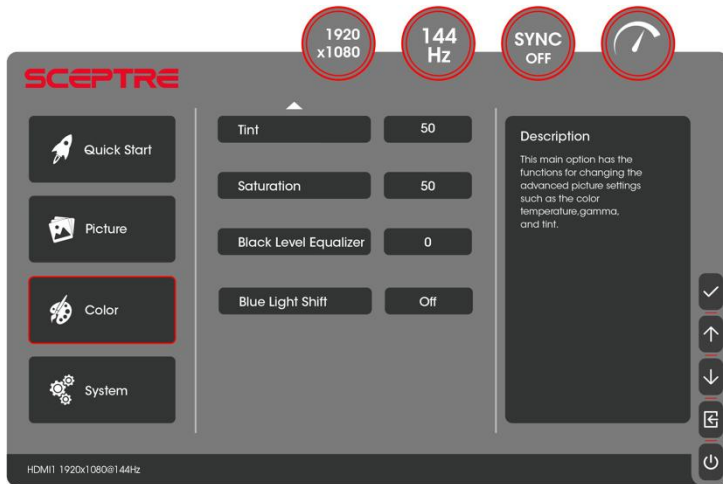 1920
x1080
144
Hz
SYNC
OFF
SCEPTRE
Quick Start
Picture
Color
System
Tint 50
Saturation 50
Black Level Equalizer 0
Blue Light Shift Off
Description
This main option has the
functions for changing the
advanced picture settings
such as the color
temperature,gamma,
and tint.
HDMI1 1920x1080@144Hz